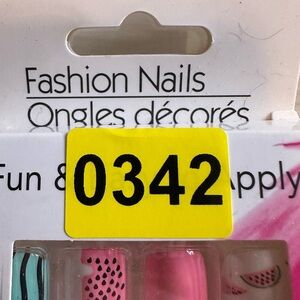 Fashion Nails
Ongles décorés
Fun & Apply
0342